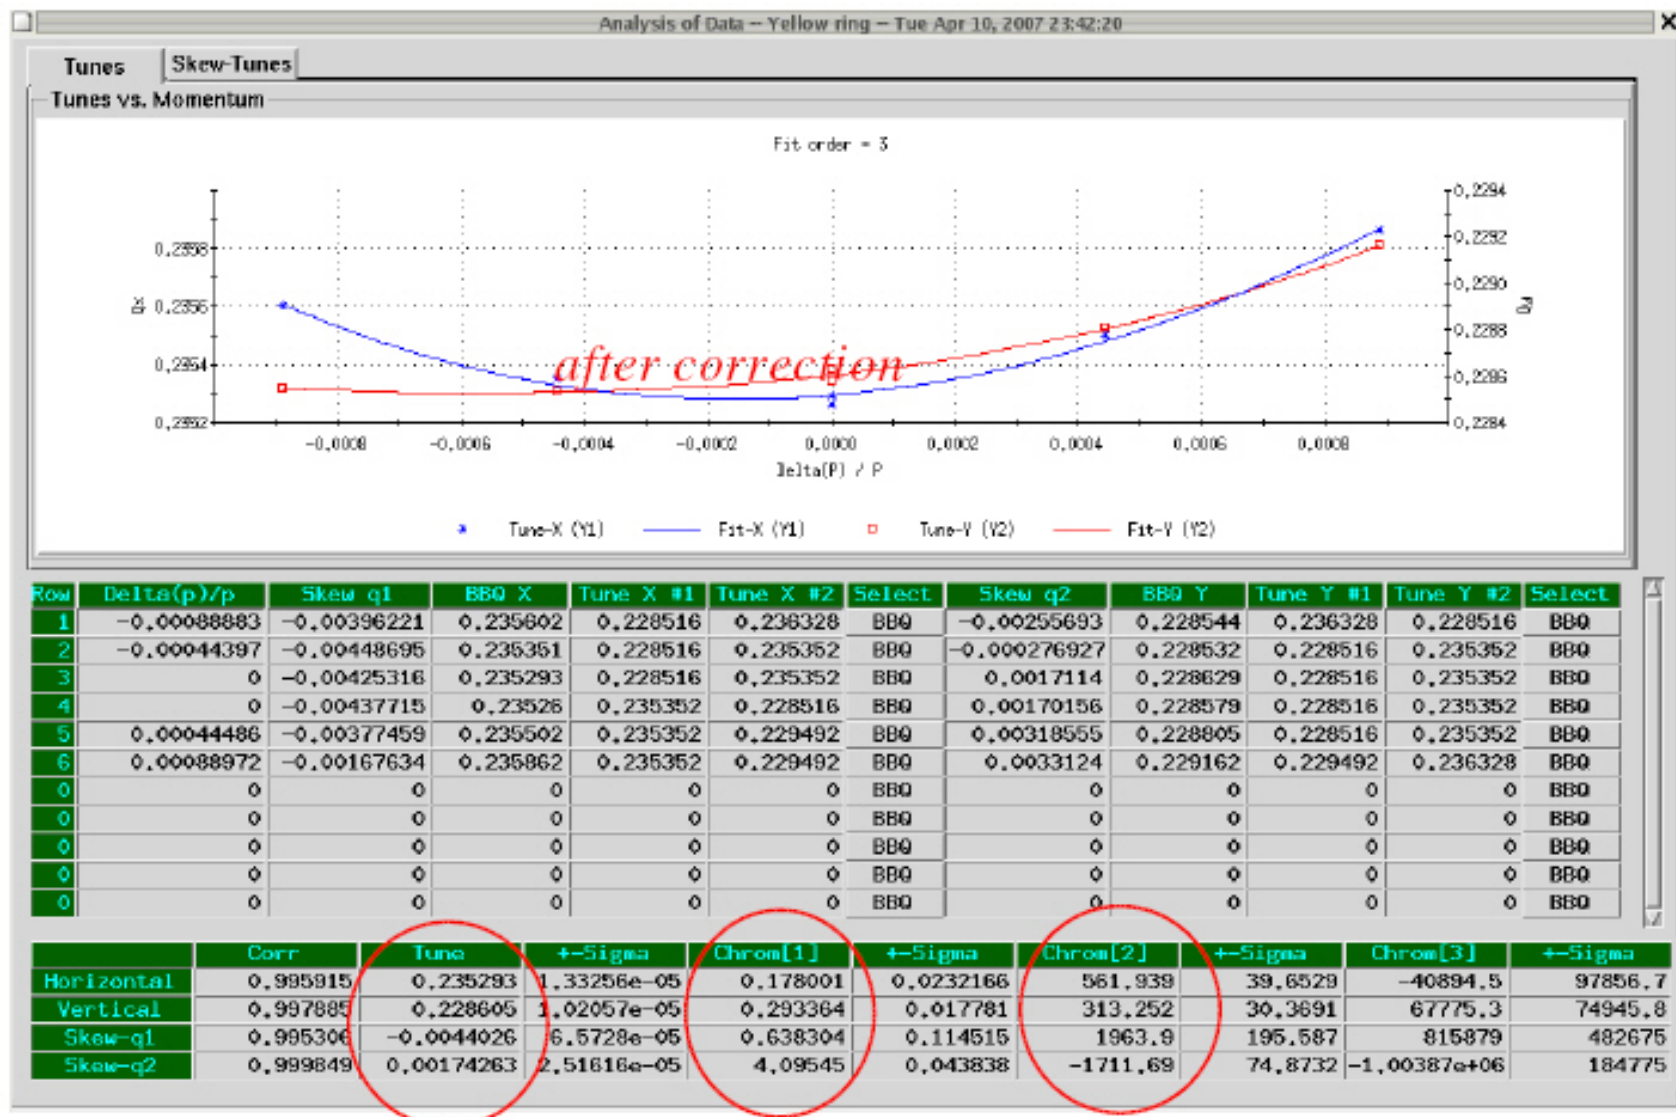 Analysis of Data -- Yellow ring -- Tue Apr 10, 2007 23:42:20
Tunes Skew-Tunes
Tunes vs. Momentum
Fit order = 3
0.2294
0.2358 0.2292
0.2290
Qx 0.2356
0.2288
0.2354 after correction 0.2286
0.2352 0.2284
-0.0008 -0.0006 -0.0004 -0.0002 0.0000 0.0002 0.0004 0.0006 0.0008
Delta(P) / P
Tune-X (Y1) Fit-X (Y1) Tune-Y (Y2) Fit-Y (Y2)
Row Delta(p)/p Skew q1 BBQ X Tune X #1 Tune X #2 Select Skew q2 BBQ Y Tune Y #1 Tune Y #2 Select
1 -0.00088883 -0.00396221 0.235602 0.228516 0.236328 BBQ -0.00255693 0.228544 0.236328 0.228516 BBQ
2 -0.00044397 -0.00448695 0.235351 0.228516 0.235352 BBQ -0.000276927 0.228532 0.228516 0.235352 BBQ
3 0 -0.00425316 0.235293 0.228516 0.235352 BBQ 0.0017114 0.228629 0.228516 0.235352 BBQ
4 0 -0.00437715 0.23526 0.235352 0.228516 BBQ 0.00170156 0.228579 0.228516 0.235352 BBQ
5 0.00044486 -0.00377459 0.235502 0.235352 0.229492 BBQ 0.00318555 0.228805 0.228516 0.235352 BBQ
6 0.00088972 -0.00167634 0.235862 0.235352 0.229492 BBQ 0.0033124 0.229162 0.229492 0.236328 BBQ
0 0 0 0 0 0 BBQ 0 0 0 0 BBQ
0 0 0 0 0 0 BBQ 0 0 0 0 BBQ
0 0 0 0 0 0 BBQ 0 0 0 0 BBQ
0 0 0 0 0 0 BBQ 0 0 0 0 BBQ
0 0 0 0 0 0 BBQ 0 0 0 0 BBQ
Corr Tune +-Sigma Chrom[1] +-Sigma Chrom[2] +-Sigma Chrom[3] +-Sigma
Horizontal 0.995915 0.235293 1.33256e-05 0.178001 0.0232166 561.939 39.6529 -40894.5 97856.7
Vertical 0.997885 0.228605 1.02057e-05 0.293364 0.017781 313.252 30.3691 67775.3 74945.8
Skew-q1 0.995306 -0.0044026 6.5728e-05 0.638304 0.114515 1963.9 195.587 815879 482675
Skew-q2 0.999849 0.00174263 2.51616e-05 4.09545 0.043838 -1711.69 74.8732 -1.00387e+06 184775